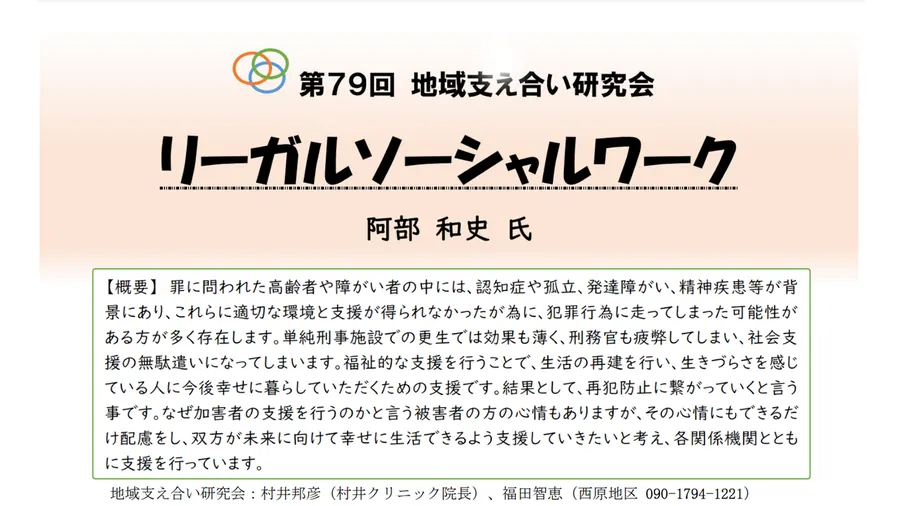 第79回 地域支え合い研究会
リーガルソーシャルワーク
阿部 和史 氏
【概要】 罪に問われた高齢者や障がい者の中には、認知症や孤立、発達障がい、精神疾患等が背
景にあり、これらに適切な環境と支援が得られなかったが為に、犯罪行為に走ってしまった可能性が
ある方が多く存在します。単純刑事施設での更生では効果も薄く、刑務官も疲弊してしまい、社会支
援の無駄遣いになってしまいます。福祉的な支援を行うことで、生活の再建を行い、生きづらさを感じ
ている人に今後幸せに暮らしていただくための支援です。結果として、再犯防止に繋がっていくと言う
事です。なぜ加害者の支援を行うのかと言う被害者の方の心情もありますが、その心情にもできるだ
け配慮をし、双方が未来に向けて幸せに生活できるよう支援していきたいと考え、各関係機関ととも
に支援を行っています。
地域支え合い研究会：村井邦彦（村井クリニック院長）、福田智恵（西原地区 090-1794-1221）